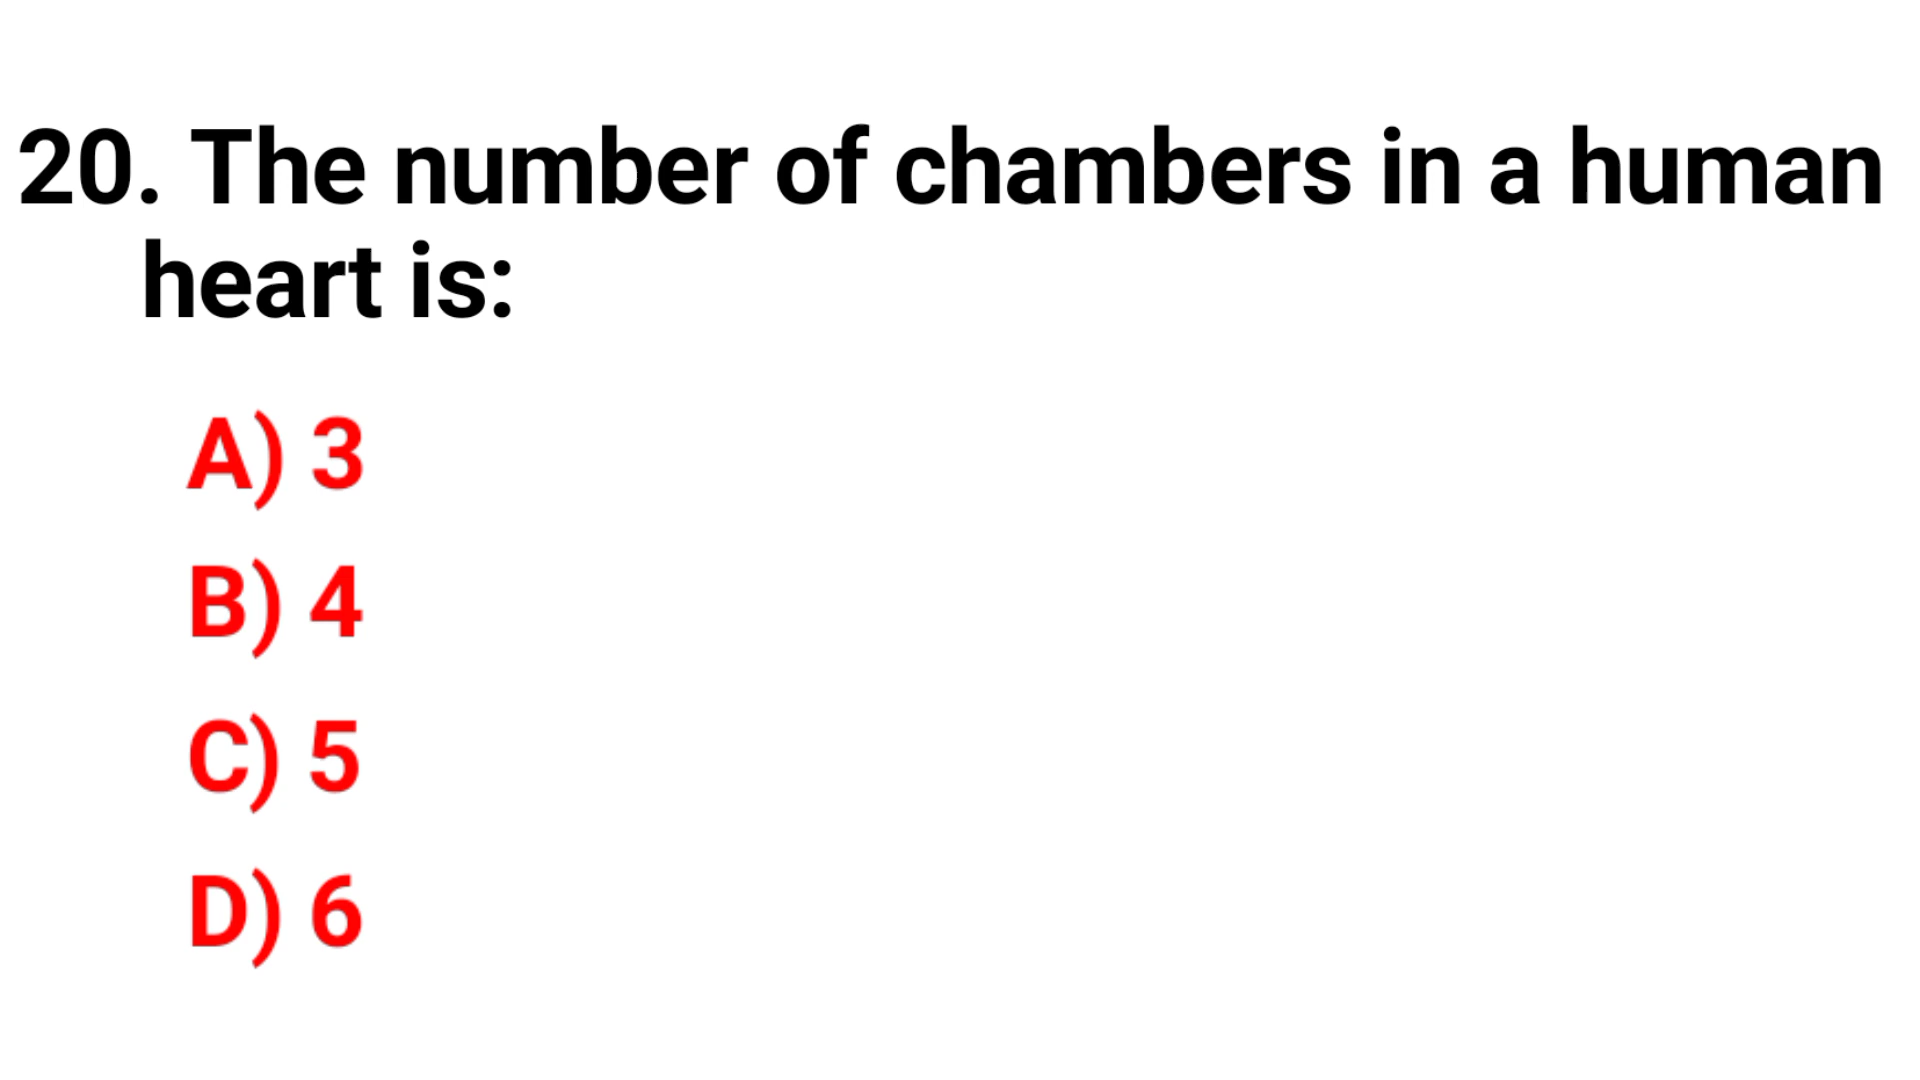 20. The number of chambers in a human
heart is:
A) 3
B) 4
C) 5
D) 6